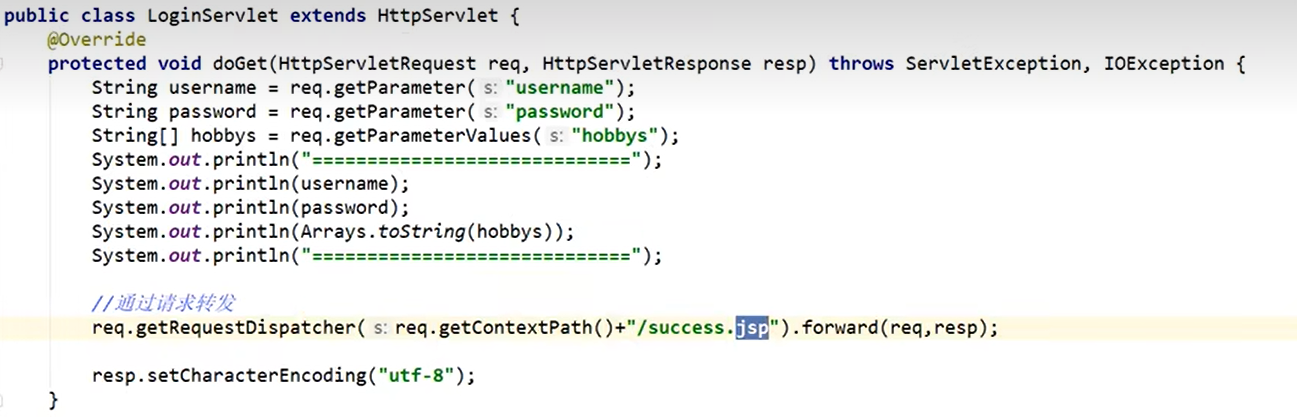 public class LoginServlet extends HttpServlet {
@Override
protected void doGet(HttpServletRequest req, HttpServletResponse resp) throws ServletException, IOException {
String username = req.getParameter( s: "username");
String password = req.getParameter( s: "password");
String[] hobbys = req.getParameterValues( s: "hobbys");
System.out.println("=============================");
System.out.println(username);
System.out.println(password);
System.out.println(Arrays.toString(hobbys));
System.out.println("=============================");
//通过请求转发
req.getRequestDispatcher( s: req.getContextPath()+"/success.jsp").forward(req,resp);
resp.setCharacterEncoding("utf-8");
}